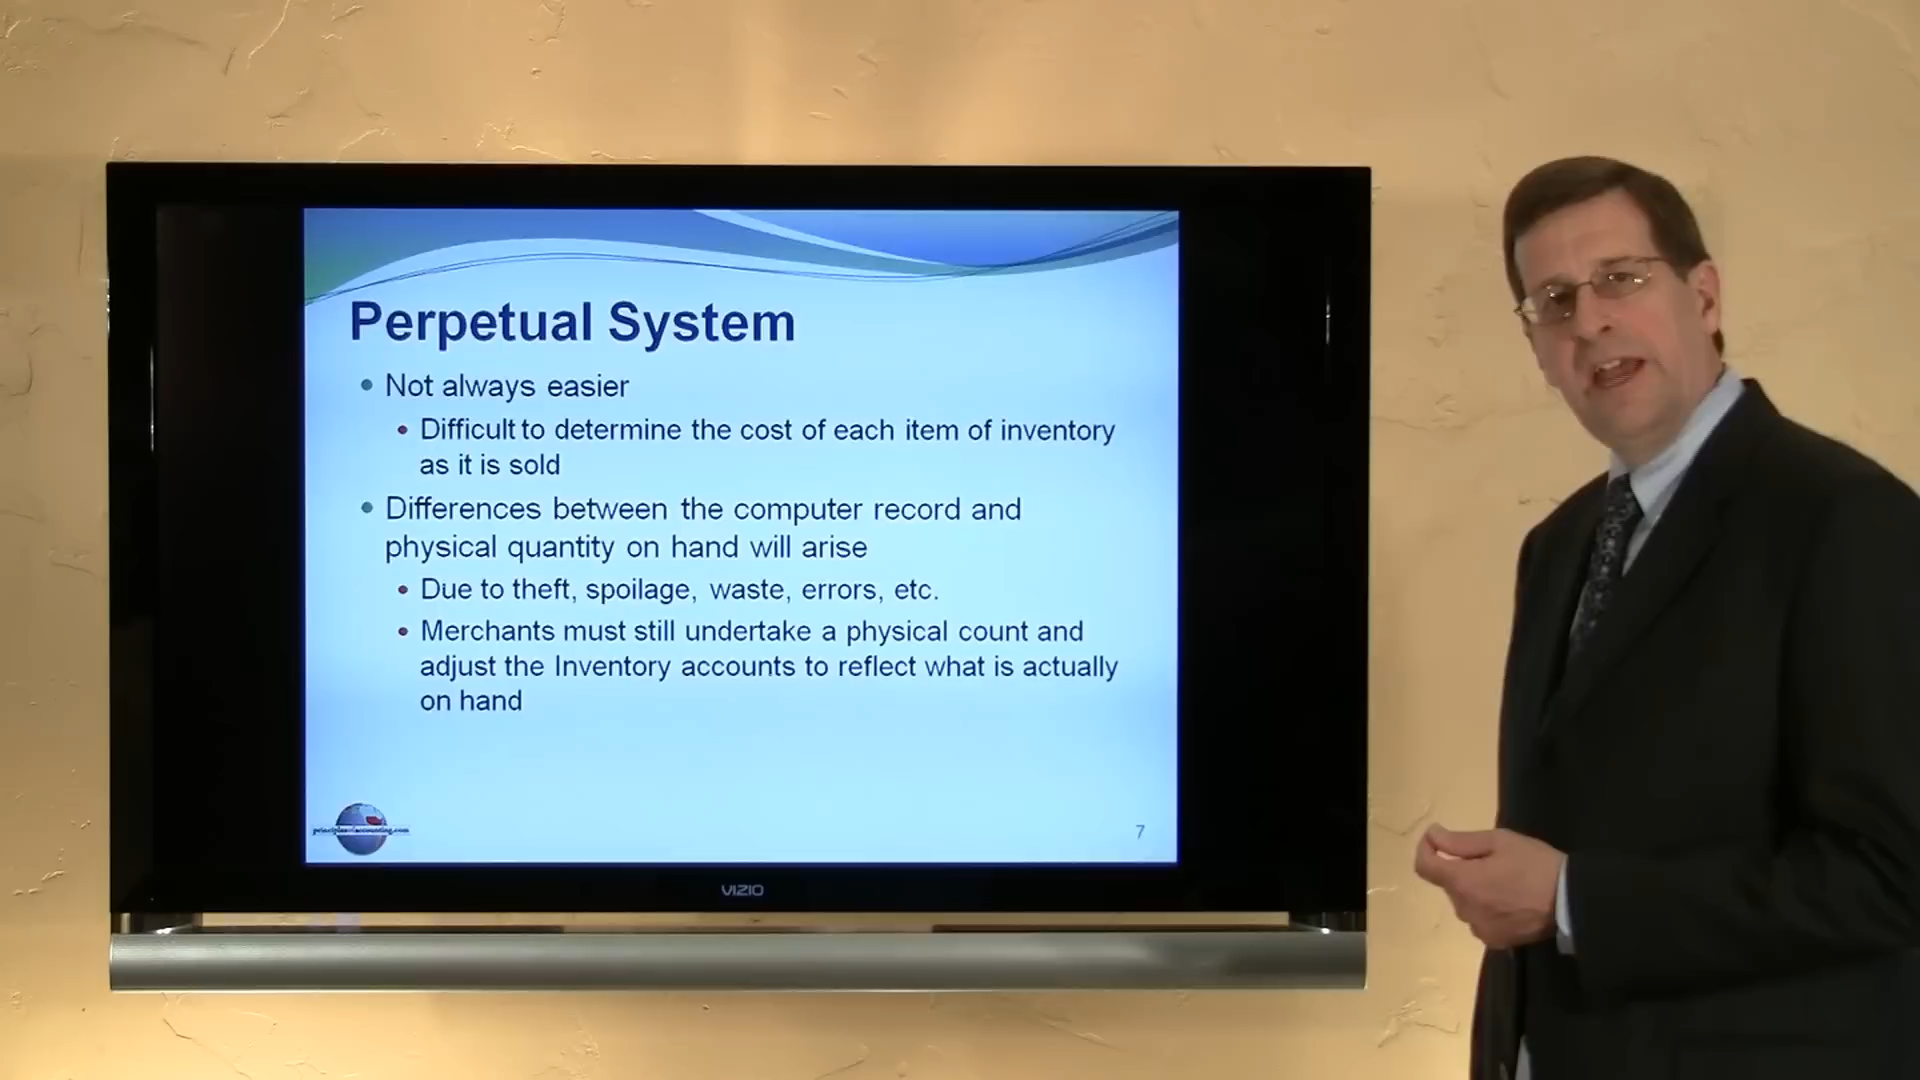 Perpetual System
• Not always easier
• Difficult to determine the cost of each item of inventory
as it is sold
• Differences between the computer record and
physical quantity on hand will arise
• Due to theft, spoilage, waste, errors, etc.
• Merchants must still undertake a physical count and
adjust the Inventory accounts to reflect what is actually
on hand
principlesofaccounting.com
7
VIZIO